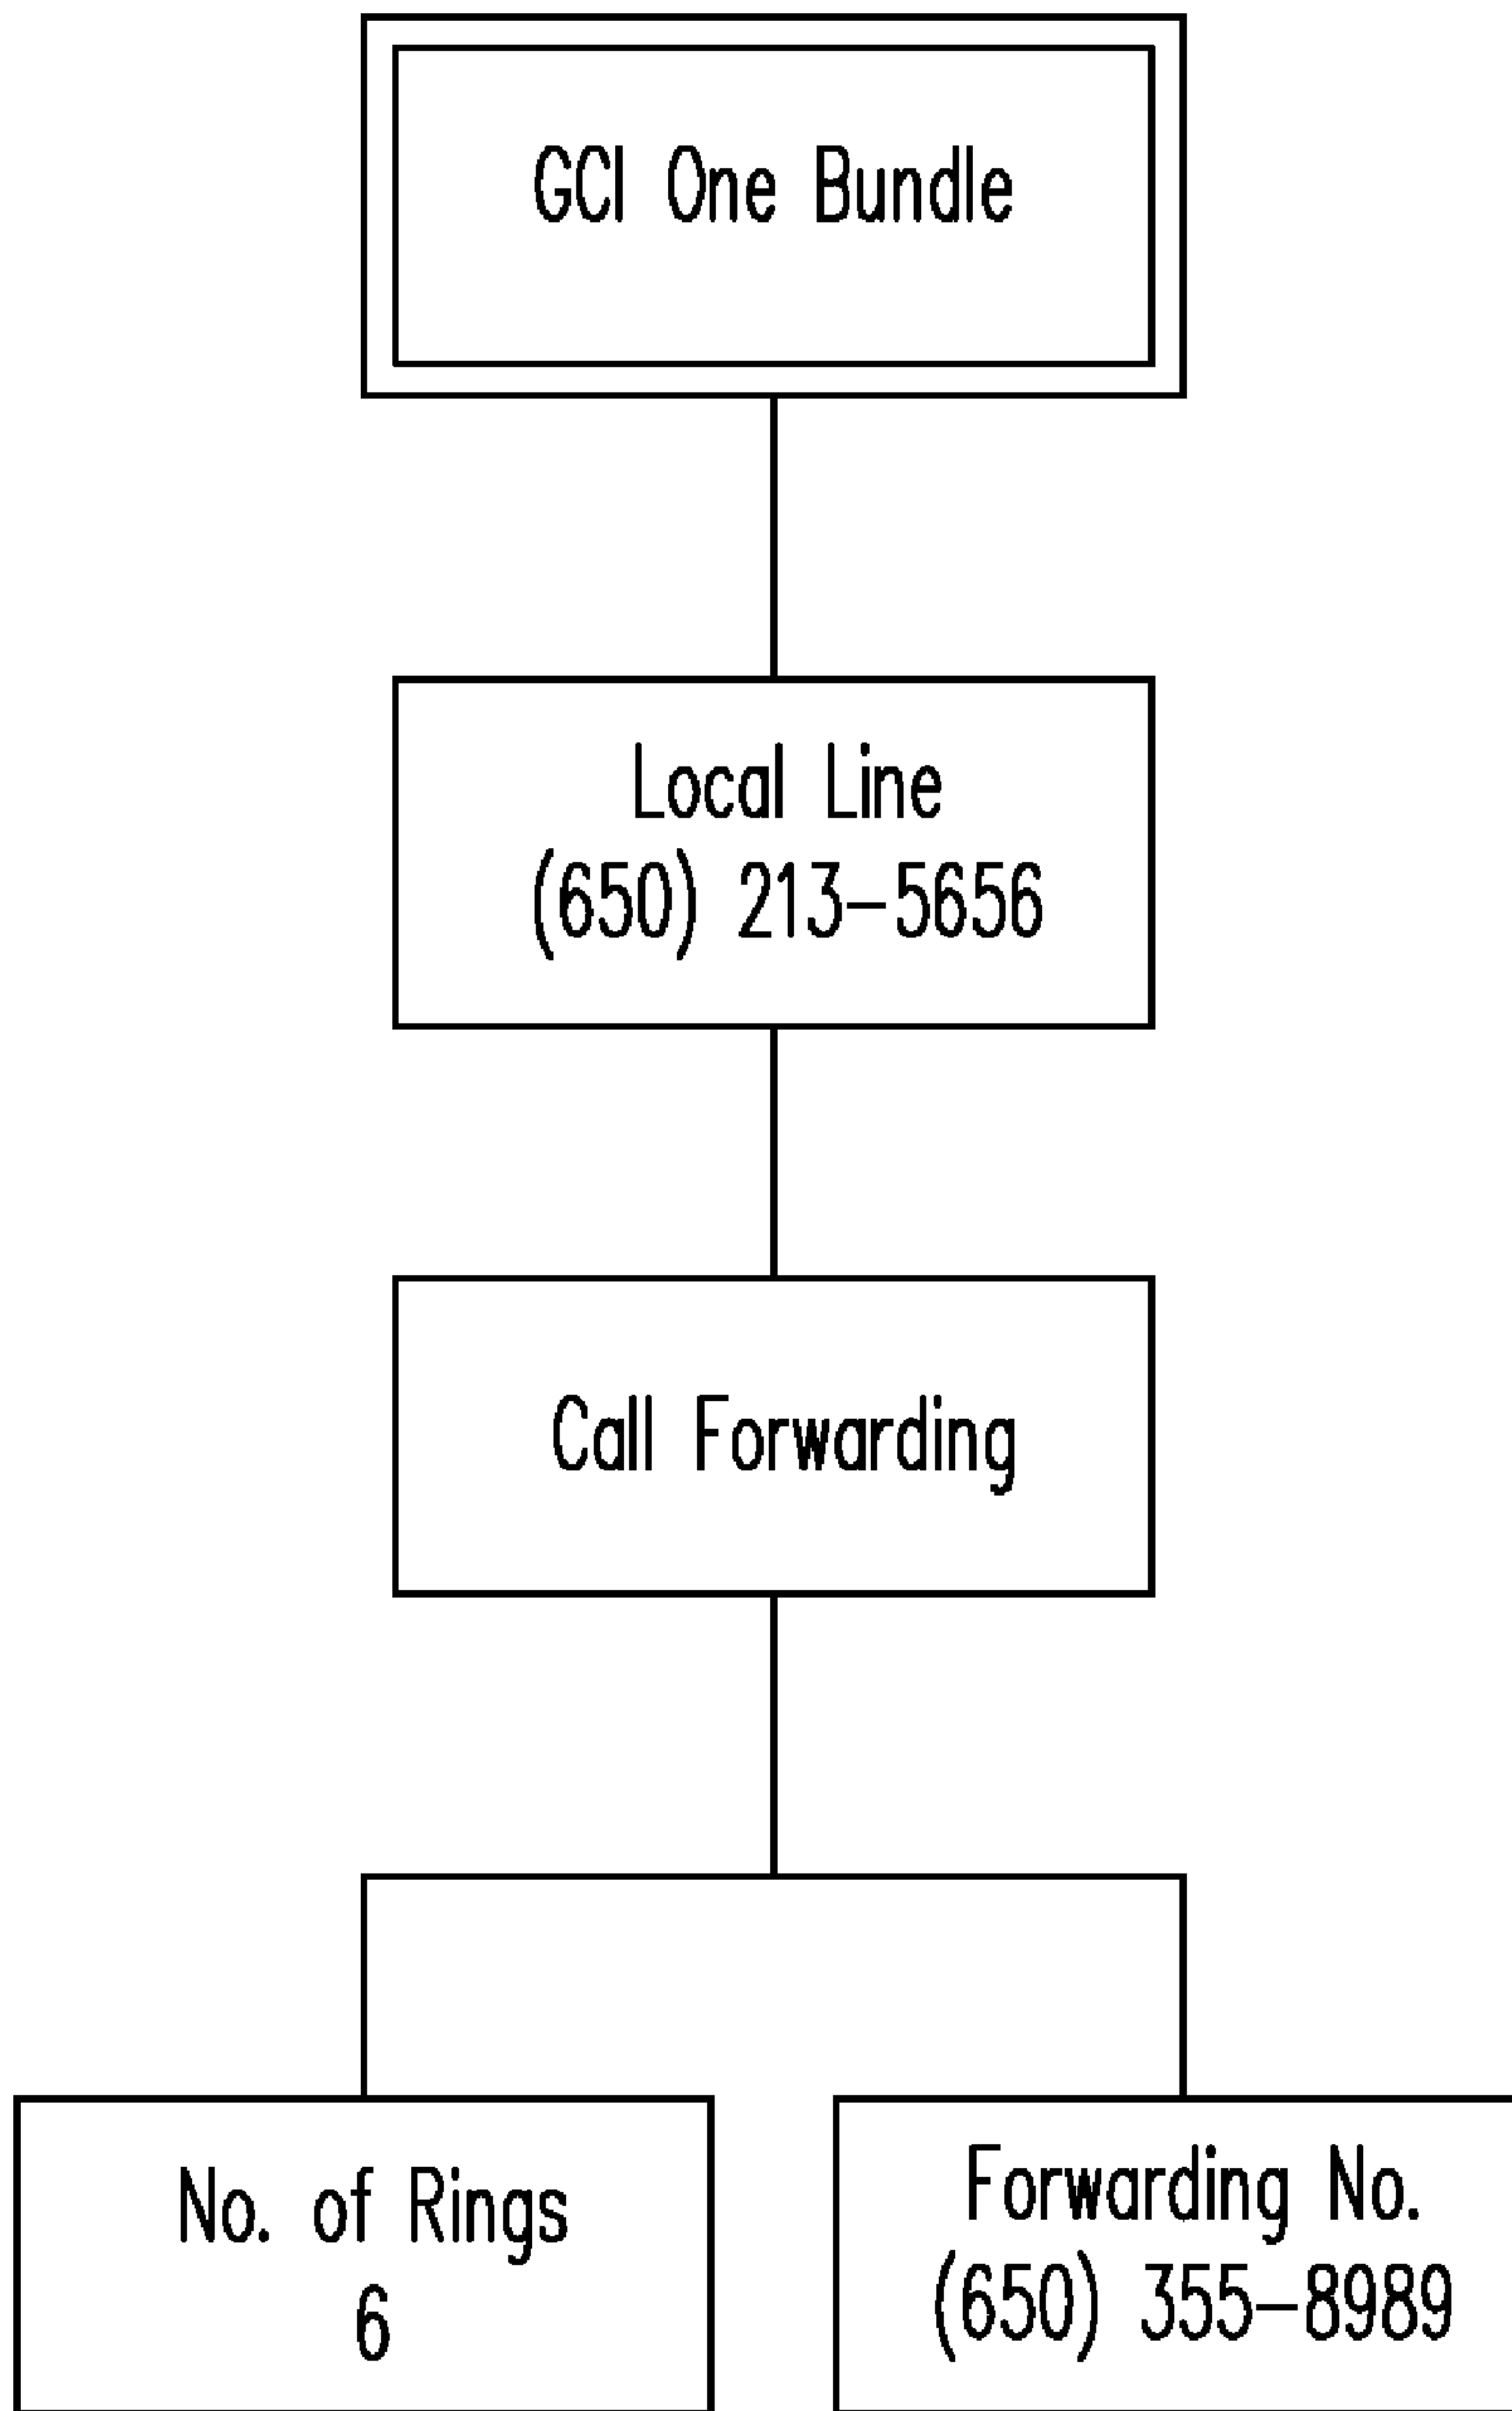 GCI One Bundle
Local Line
(650) 213-5656
Call Forwarding
No. of Rings
6
Forwarding No.
(650) 355-8989